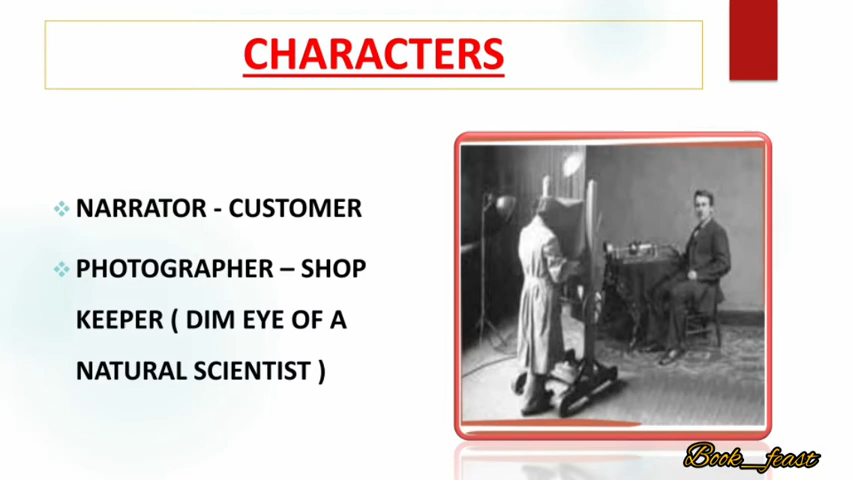 CHARACTERS
NARRATOR - CUSTOMER
PHOTOGRAPHER – SHOP
KEEPER ( DIM EYE OF A
NATURAL SCIENTIST )
Book_feast